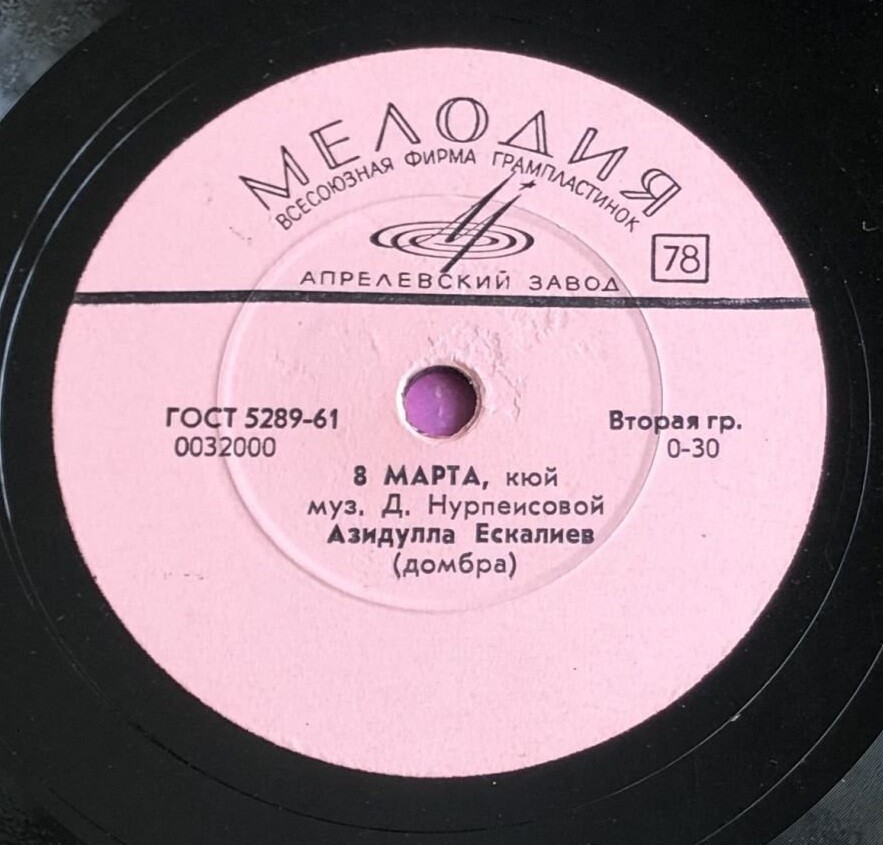 МЕЛОДИЯ
ВСЕСОЮЗНАЯ ФИРМА ГРАМПЛАСТИНОК
78
АПРЕЛЕВСКИЙ ЗАВОД
ГОСТ 5289-61
0032000
Вторая гр.
0-30
8 МАРТА, кюй
муз. Д. Нурпеисовой
Азидулла Ескалиев
(домбра)